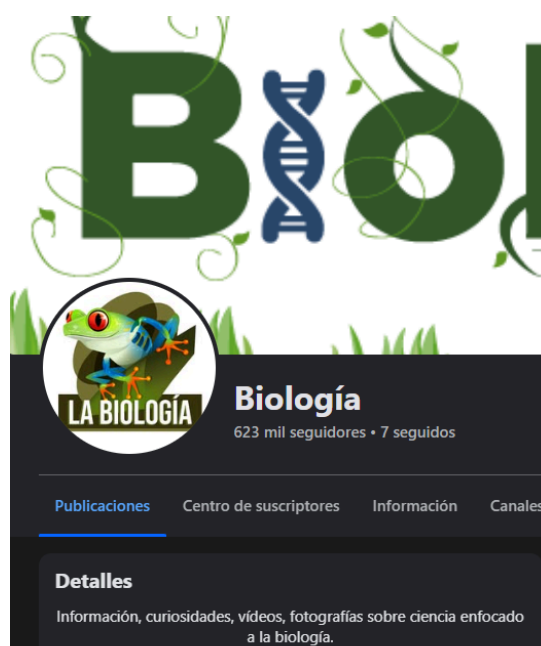 Bio
LA BIOLOGÍA
Biología
623 mil seguidores • 7 seguidos
Publicaciones Centro de suscriptores Información Canales
Detalles
Información, curiosidades, vídeos, fotografías sobre ciencia enfocado
a la biología.